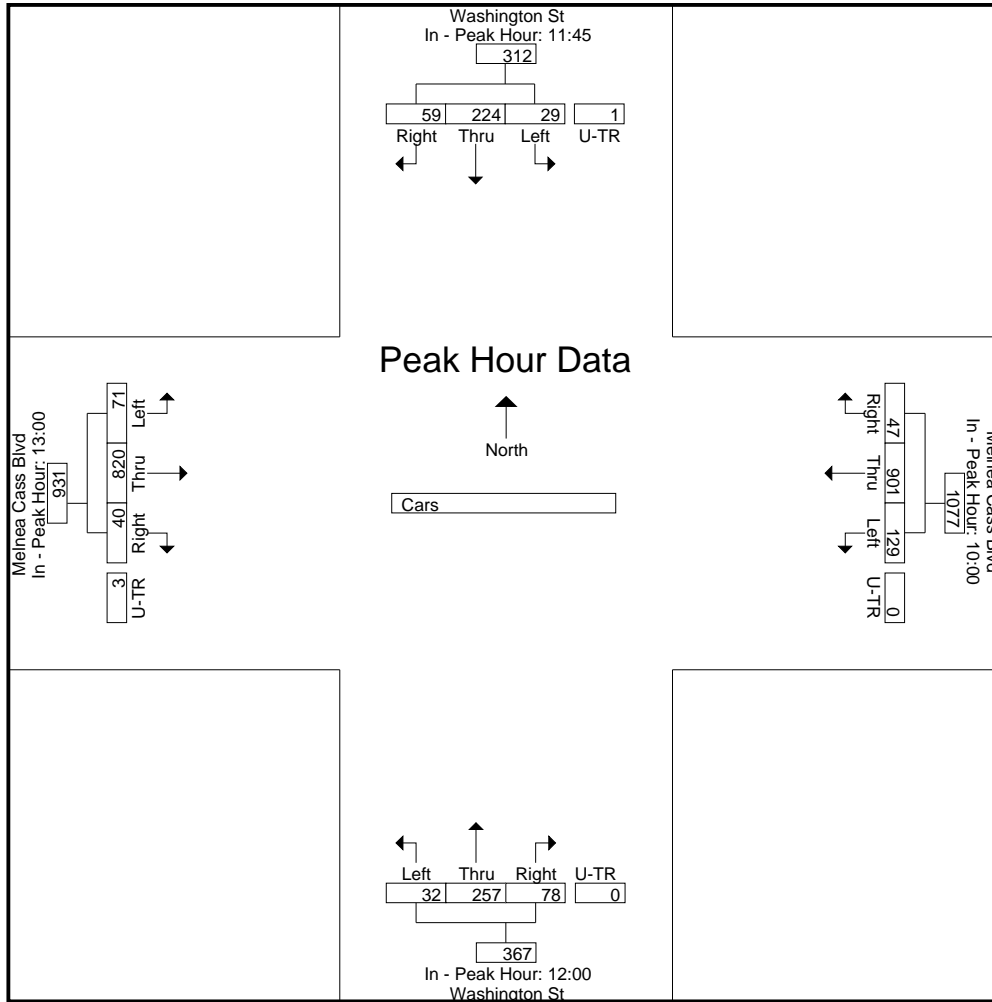 Washington St
In - Peak Hour: 11:45
312
59 224 29 1
Right Thru Left U-TR
Peak Hour Data
North
Cars
Melnea Cass Blvd
In - Peak Hour: 13:00
931
71 820 40 3
Left Thru Right U-TR
Melnea Cass Blvd
In - Peak Hour: 10:00
1077
47 901 129 0
Right Thru Left U-TR
Left Thru Right U-TR
32 257 78 0
367
In - Peak Hour: 12:00
Washington St